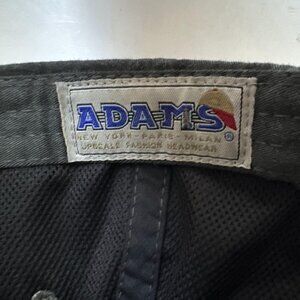 ADAMS
NEW YORK - PARIS - MILAN ®
UPSCALE FASHION HEADWEAR